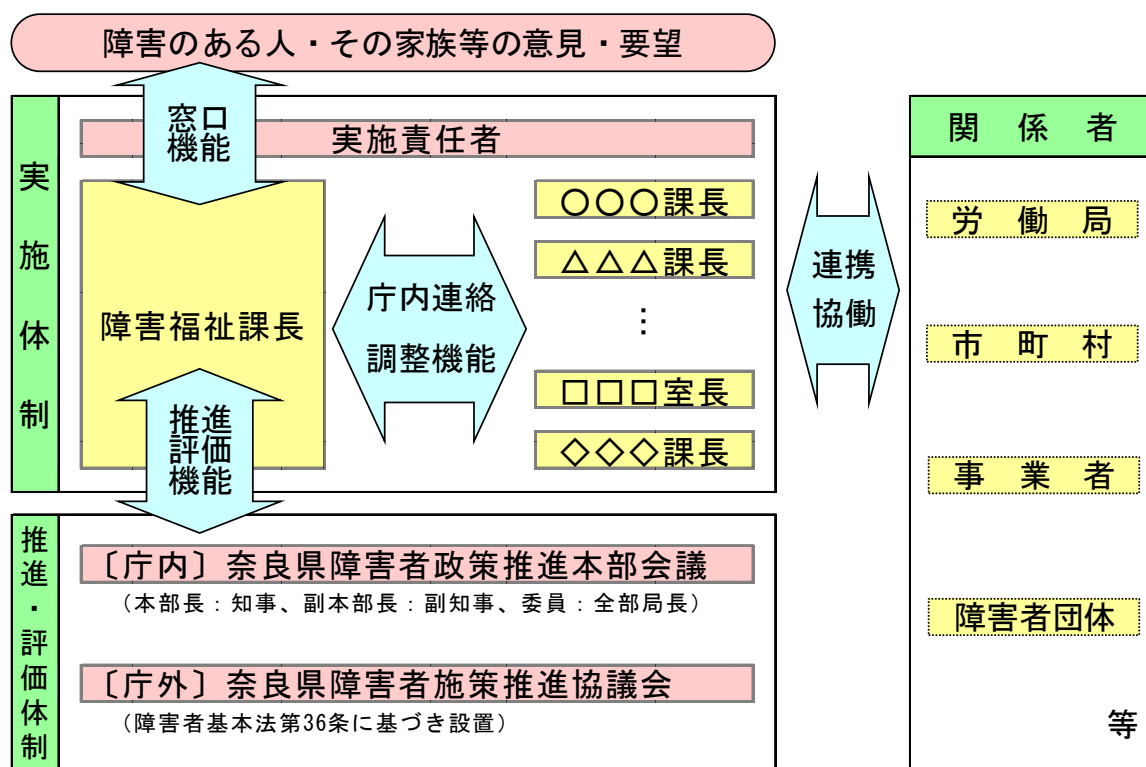 障害のある人・その家族等の意見・要望
窓口
機能
実施体制
実施責任者
障害福祉課長
庁内連絡
調整機能
○○○課長
△△△課長
⋮
□□□室長
◇◇◇課長
推進
評価
機能
連携
協働
関係者
労働局
市町村
事業者
障害者団体
等
推進・評価体制
〔庁内〕奈良県障害者政策推進本部会議
（本部長：知事、副本部長：副知事、委員：全部局長）
〔庁外〕奈良県障害者施策推進協議会
（障害者基本法第36条に基づき設置）